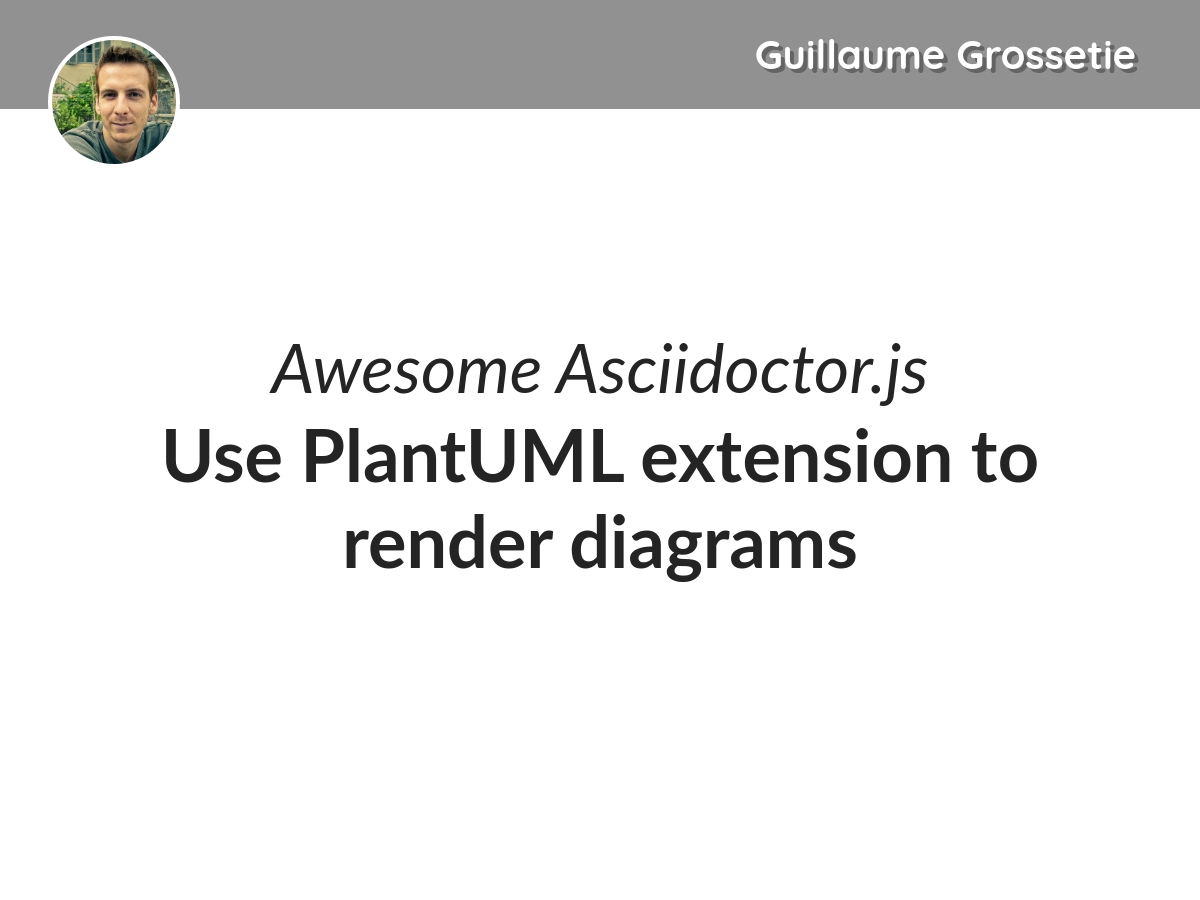 Guillaume Grossetie
Awesome Asciidoctor.js
Use PlantUML extension to
render diagrams